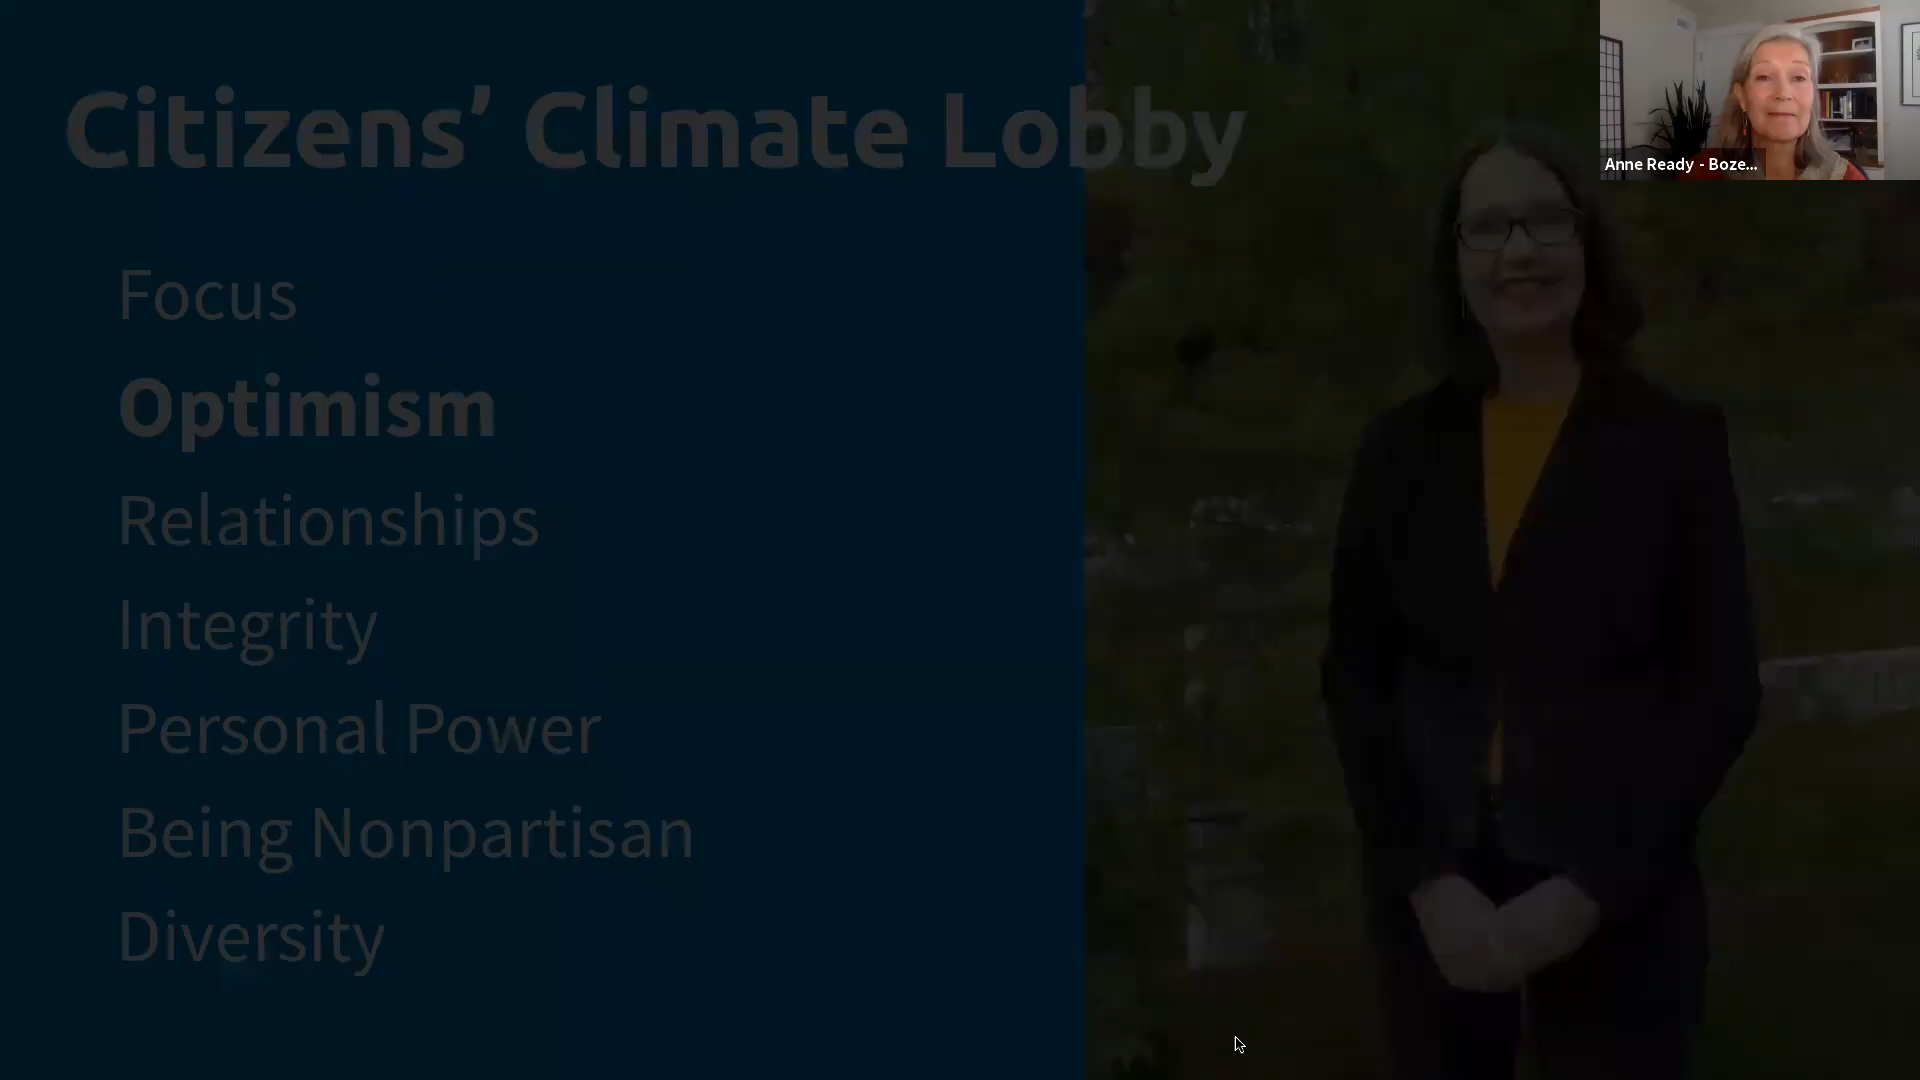 Citizens’ Climate Lobby
Anne Ready - Boze...
Focus
Optimism
Relationships
Integrity
Personal Power
Being Nonpartisan
Diversity